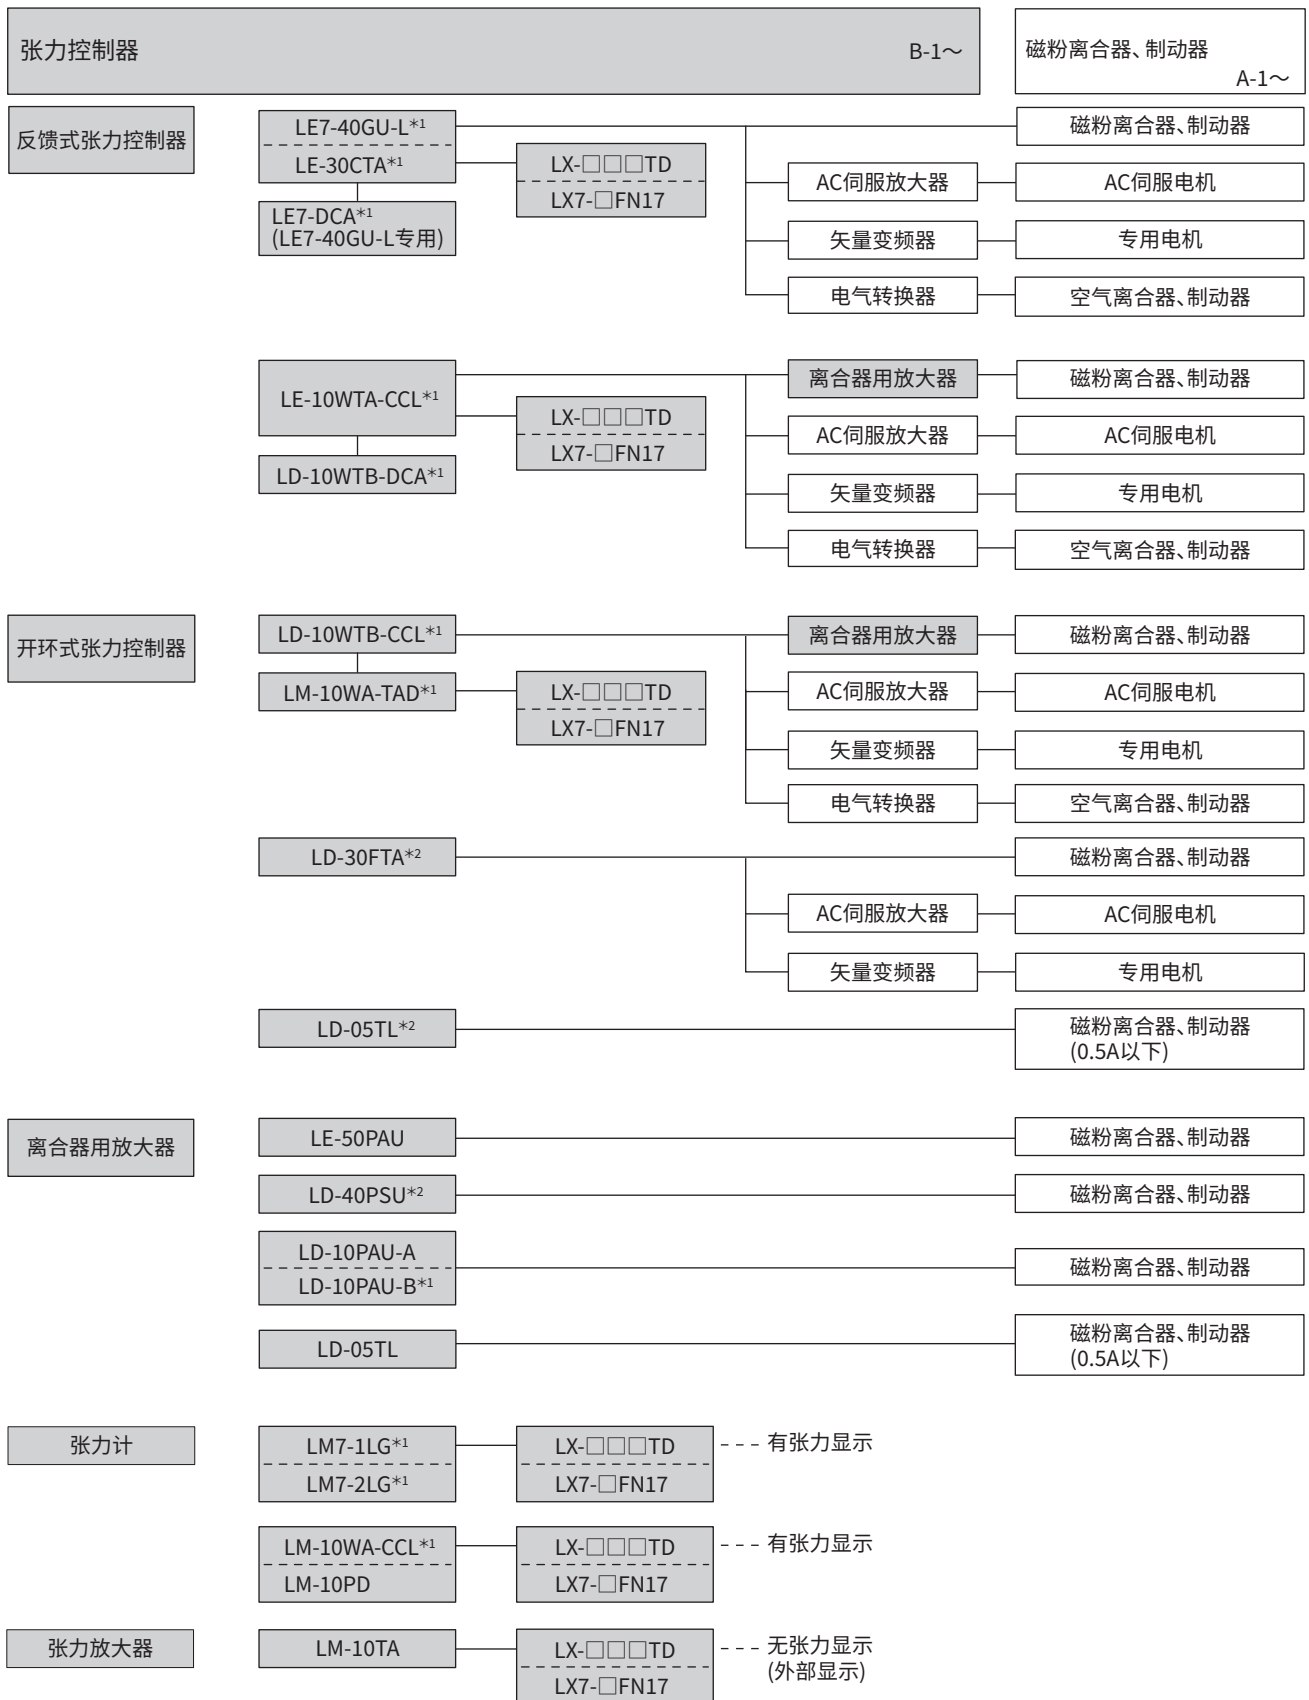 张力控制器 B-1～
磁粉离合器、制动器
A-1～
反馈式张力控制器
LE7-40GU-L*1
LE-30CTA*1
LE7-DCA*1
(LE7-40GU-L专用)
LX-□□□TD
LX7-□FN17
磁粉离合器、制动器
AC伺服放大器
AC伺服电机
矢量变频器
专用电机
电气转换器
空气离合器、制动器
LE-10WTA-CCL*1
LD-10WTB-DCA*1
LX-□□□TD
LX7-□FN17
离合器用放大器
磁粉离合器、制动器
AC伺服放大器
AC伺服电机
矢量变频器
专用电机
电气转换器
空气离合器、制动器
开环式张力控制器
LD-10WTB-CCL*1
LM-10WA-TAD*1
LX-□□□TD
LX7-□FN17
离合器用放大器
磁粉离合器、制动器
AC伺服放大器
AC伺服电机
矢量变频器
专用电机
电气转换器
空气离合器、制动器
LD-30FTA*2
磁粉离合器、制动器
AC伺服放大器
AC伺服电机
矢量变频器
专用电机
LD-05TL*2
磁粉离合器、制动器
(0.5A以下)
离合器用放大器
LE-50PAU
磁粉离合器、制动器
LD-40PSU*2
磁粉离合器、制动器
LD-10PAU-A
LD-10PAU-B*1
磁粉离合器、制动器
LD-05TL
磁粉离合器、制动器
(0.5A以下)
张力计
LM7-1LG*1
LM7-2LG*1
LX-□□□TD
LX7-□FN17
有张力显示
LM-10WA-CCL*1
LM-10PD
LX-□□□TD
LX7-□FN17
有张力显示
张力放大器
LM-10TA
LX-□□□TD
LX7-□FN17
无张力显示
(外部显示)